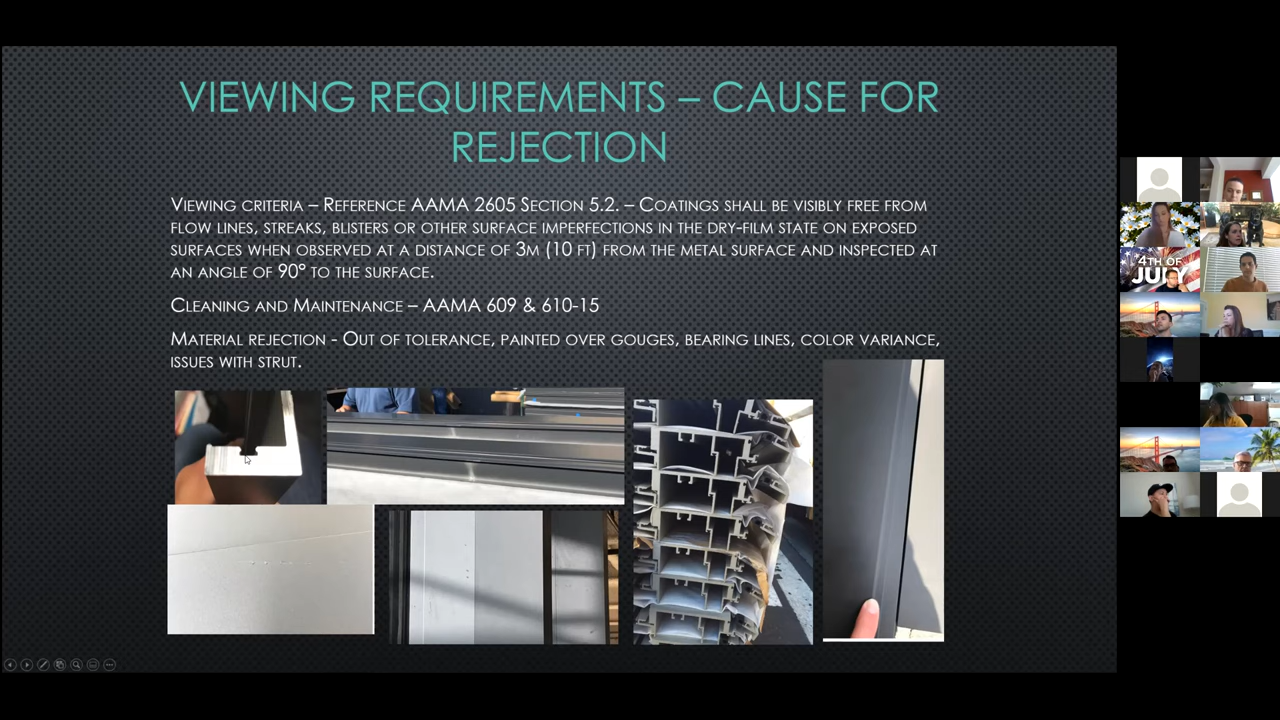 VIEWING REQUIREMENTS – CAUSE FOR
REJECTION
VIEWING CRITERIA – REFERENCE AAMA 2605 SECTION 5.2. – COATINGS SHALL BE VISIBLY FREE FROM
FLOW LINES, STREAKS, BLISTERS OR OTHER SURFACE IMPERFECTIONS IN THE DRY-FILM STATE ON EXPOSED
SURFACES WHEN OBSERVED AT A DISTANCE OF 3M (10 FT) FROM THE METAL SURFACE AND INSPECTED AT
AN ANGLE OF 90° TO THE SURFACE.
CLEANING AND MAINTENANCE – AAMA 609 & 610-15
MATERIAL REJECTION - OUT OF TOLERANCE, PAINTED OVER GOUGES, BEARING LINES, COLOR VARIANCE,
ISSUES WITH STRUT.
4TH OF
JULY